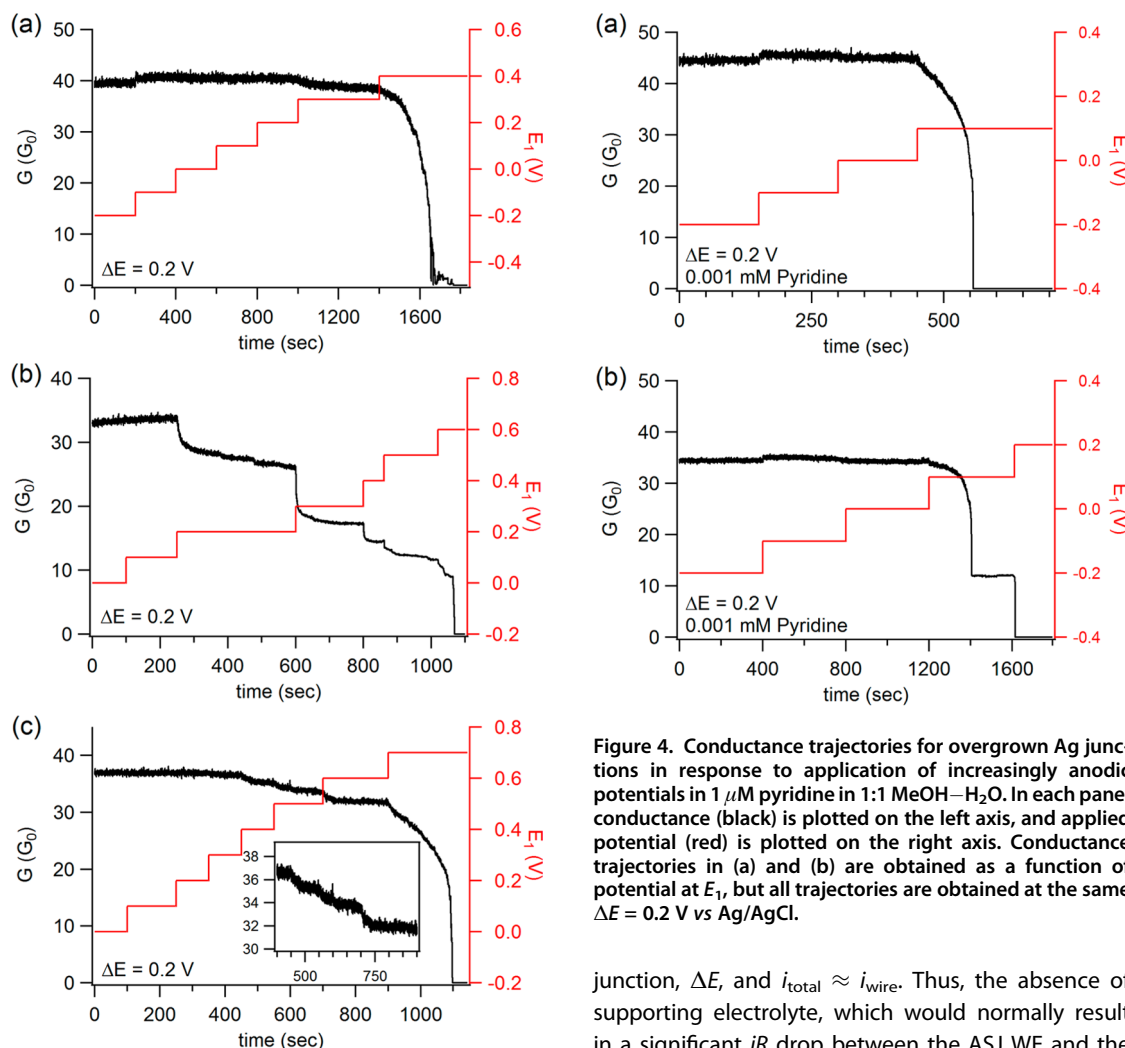 (a)
50
40
30
20
10
0
G (G0)
0.6
0.4
0.2
0.0
-0.2
-0.4
E1 (V)
ΔE = 0.2 V
0 400 800 1200 1600
time (sec)
(b)
40
30
20
10
0
G (G0)
0.8
0.6
0.4
0.2
0.0
-0.2
E1 (V)
ΔE = 0.2 V
0 200 400 600 800 1000
time (sec)
(c)
40
30
20
10
0
G (G0)
0.8
0.6
0.4
0.2
0.0
-0.2
E1 (V)
38
36
34
32
30
500 750
ΔE = 0.2 V
0 200 400 600 800 1000
time (sec)
(a)
50
40
30
20
10
0
G (G0)
0.4
0.2
0.0
-0.2
-0.4
E1 (V)
ΔE = 0.2 V
0.001 mM Pyridine
0 250 500
time (sec)
(b)
50
40
30
20
10
0
G (G0)
0.4
0.2
0.0
-0.2
-0.4
E1 (V)
ΔE = 0.2 V
0.001 mM Pyridine
0 400 800 1200 1600
time (sec)
Figure 4. Conductance trajectories for overgrown Ag junc-
tions in response to application of increasingly anodic
potentials in 1 μM pyridine in 1:1 MeOH−H2O. In each pane
conductance (black) is plotted on the left axis, and applied
potential (red) is plotted on the right axis. Conductance
trajectories in (a) and (b) are obtained as a function of
potential at E1, but all trajectories are obtained at the same
ΔE = 0.2 V vs Ag/AgCl.
junction, ΔE, and itotal ≈ iwire. Thus, the absence of
supporting electrolyte, which would normally result
in a significant iR drop between the ASJ WE and the